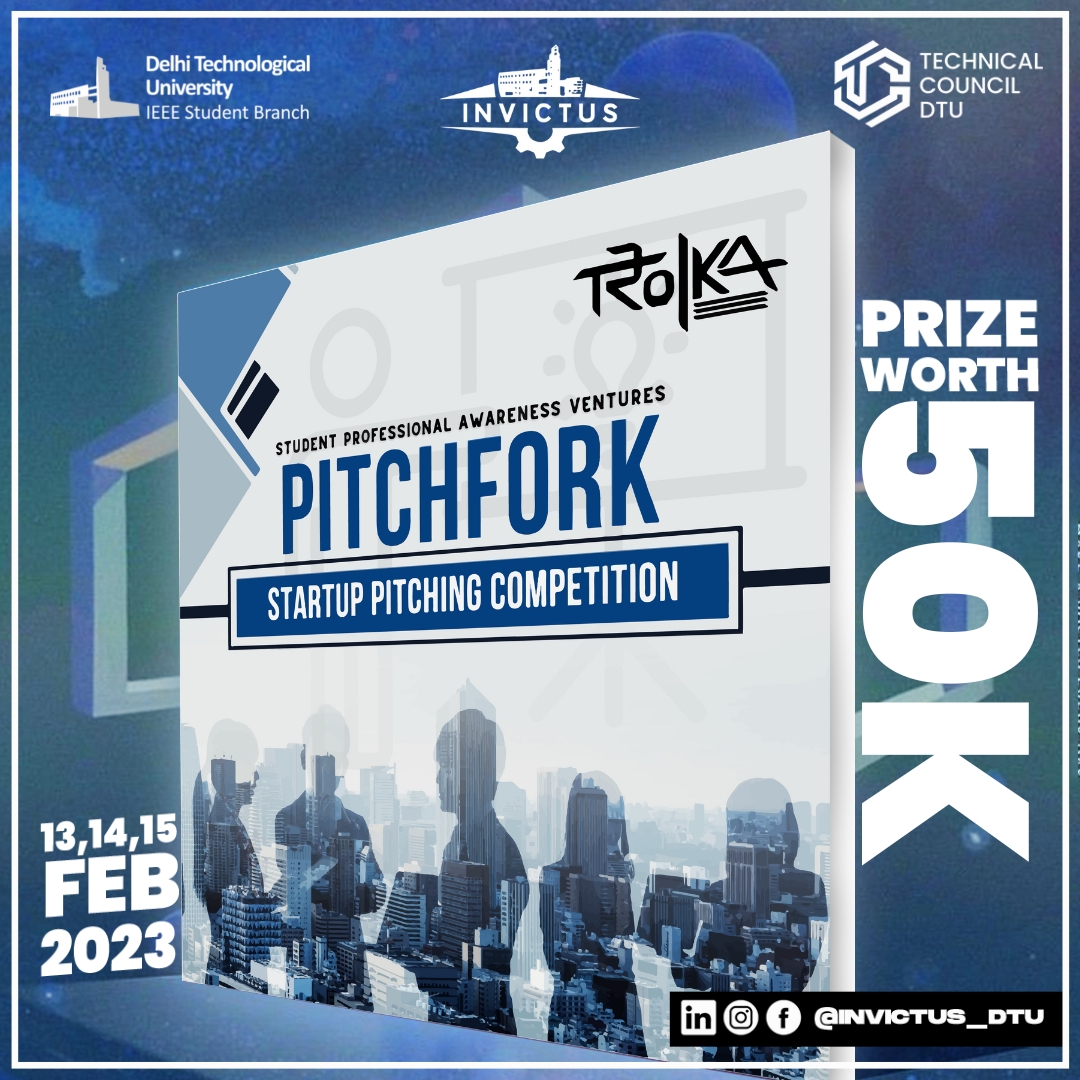 Delhi Technological
University
IEEE Student Branch
INVICTUS
TECHNICAL
COUNCIL
DTU
TROIKA
STUDENT PROFESSIONAL AWARENESS VENTURES
PITCHFORK
STARTUP PITCHING COMPETITION
PRIZE
WORTH
50K
13,14,15
FEB
2023
in
f
@INVICTUS_DTU